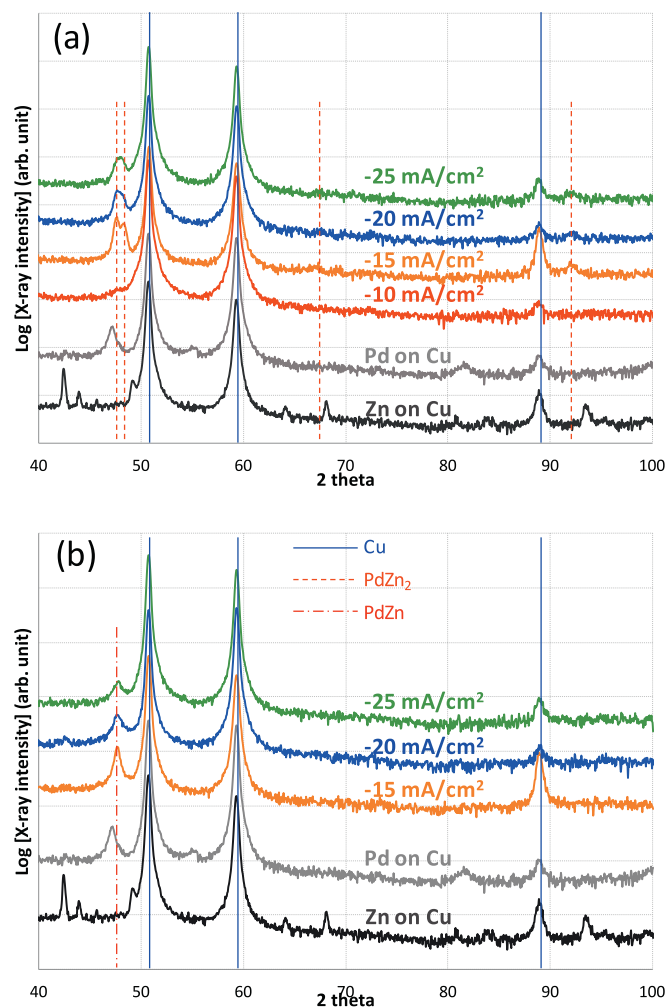 (a)
Log [X-ray intensity] (arb. unit)
-25 mA/cm²
-20 mA/cm²
-15 mA/cm²
-10 mA/cm²
Pd on Cu
Zn on Cu
40 50 60 70 80 90 100
2 theta
(b)
Cu
PdZn₂
PdZn
Log [X-ray intensity] (arb. unit)
-25 mA/cm²
-20 mA/cm²
-15 mA/cm²
Pd on Cu
Zn on Cu
40 50 60 70 80 90 100
2 theta